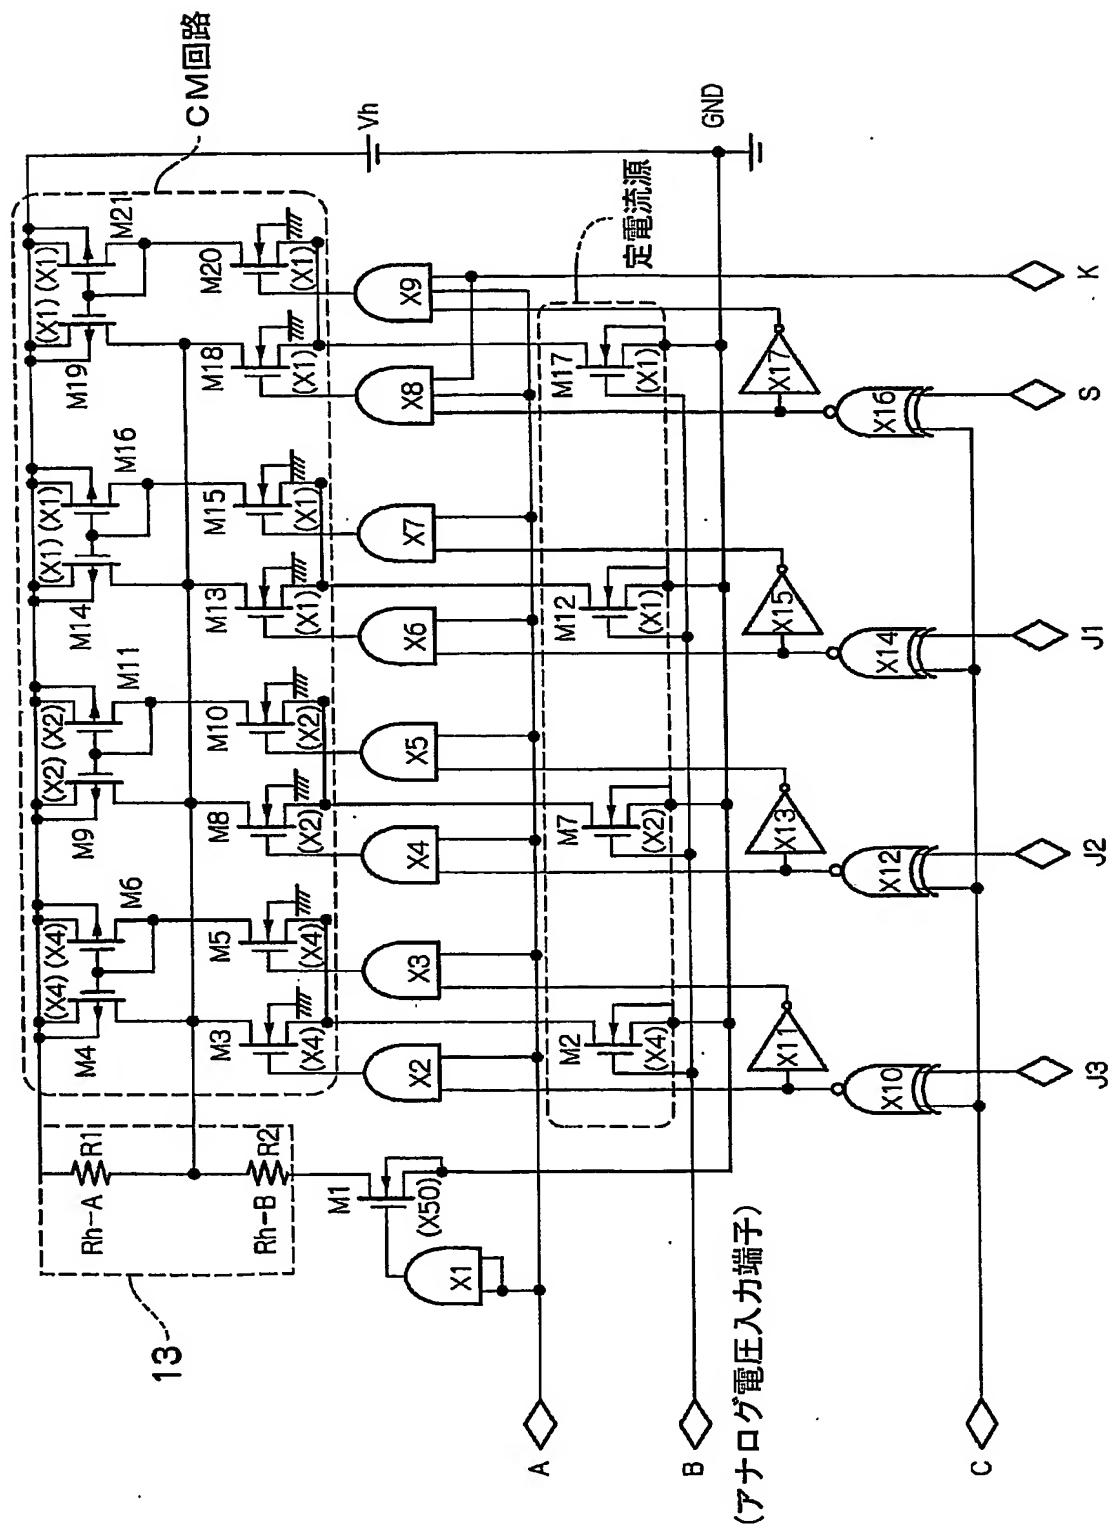 CM回路
Vh
GND
定電流源
M21
(X1)
(X1)
M19
M20
(X1)
M18
(X1)
X9
X8
M17
(X1)
X17
X16
K
S
M16
(X1)
(X1)
M14
M15
(X1)
M13
(X1)
X7
X6
M12
(X1)
X15
X14
J1
M11
(X2)
(X2)
M9
M10
(X2)
M8
(X2)
X5
X4
M7
(X2)
X13
X12
J2
M6
(X4)
(X4)
M4
M5
(X4)
M3
(X4)
X3
X2
M2
(X4)
X11
X10
J3
R1
Rh-A
R2
Rh-B
13
M1
(X50)
X1
A
B
(アナログ電圧入力端子)
C